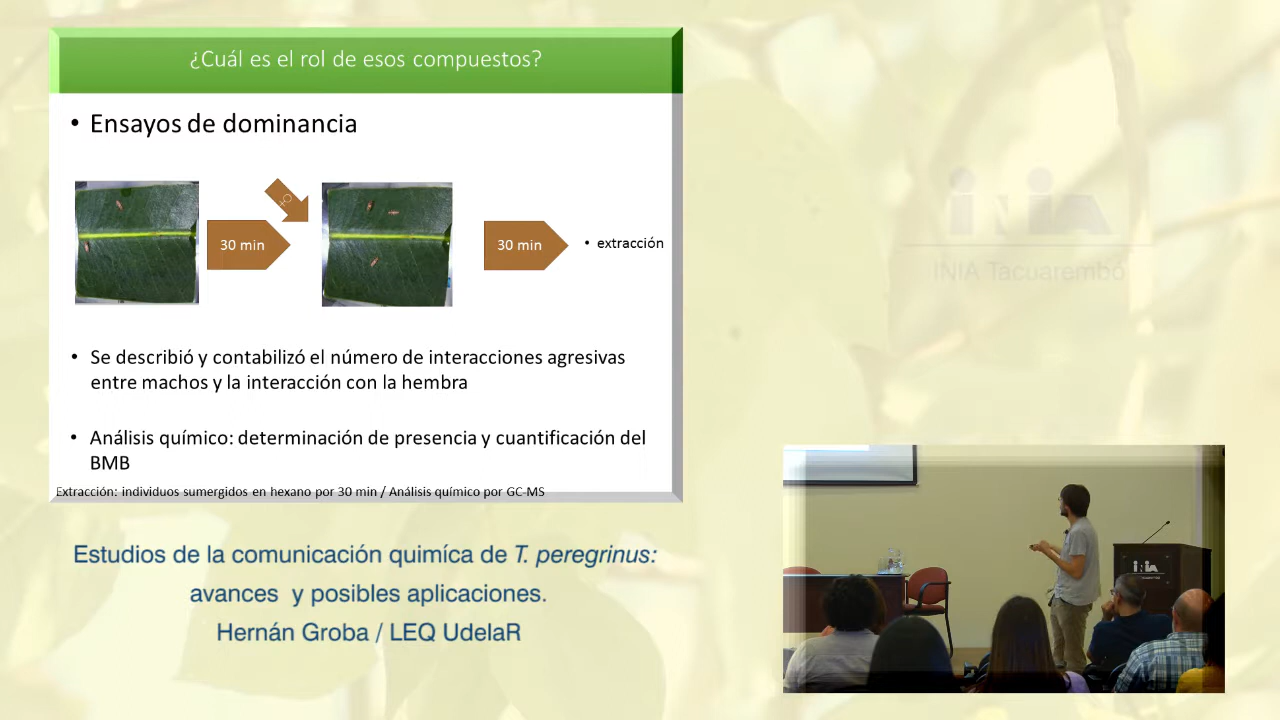 ¿Cuál es el rol de esos compuestos?
• Ensayos de dominancia
♀
30 min
30 min
• extracción
• Se describió y contabilizó el número de interacciones agresivas
entre machos y la interacción con la hembra
• Análisis químico: determinación de presencia y cuantificación del
BMB
Extracción: individuos sumergidos en hexano por 30 min / Análisis químico por GC-MS
Estudios de la comunicación quimíca de T. peregrinus:
avances y posibles aplicaciones.
Hernán Groba / LEQ UdelaR
INIA
INIA Tacuarembó
INIA